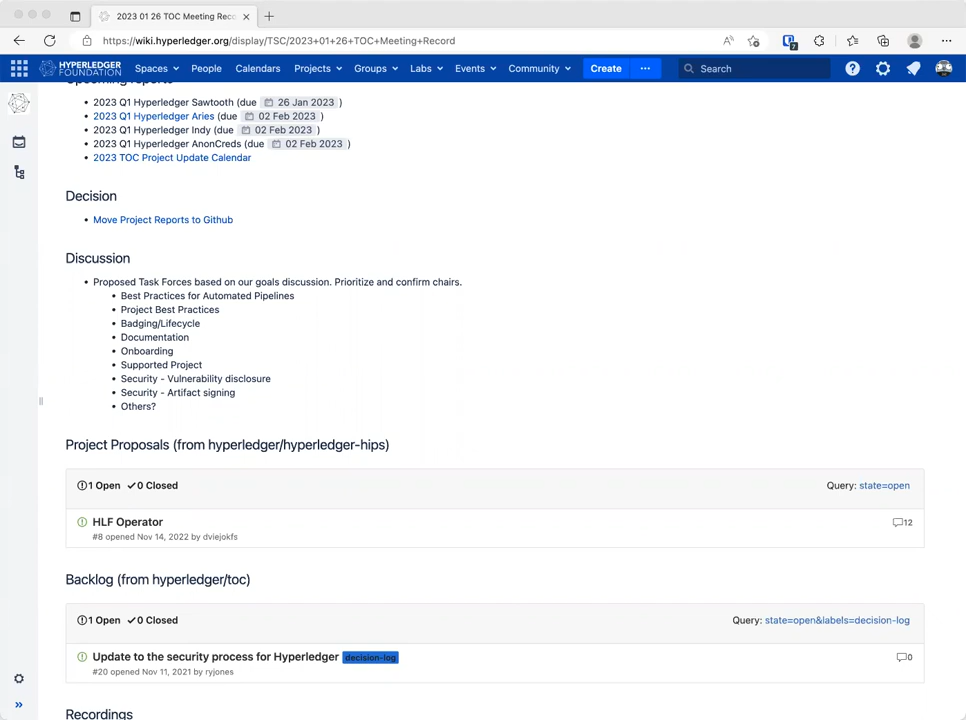 2023 01 26 TOC Meeting Reco
https://wiki.hyperledger.org/display/TSC/2023+01+26+TOC+Meeting+Record
7
HYPERLEDGER
FOUNDATION
Spaces
People
Calendars
Projects
Groups
Labs
Events
Community
Create
Search
Upcoming reports
• 2023 Q1 Hyperledger Sawtooth (due 26 Jan 2023 )
• 2023 Q1 Hyperledger Aries (due 02 Feb 2023 )
• 2023 Q1 Hyperledger Indy (due 02 Feb 2023 )
• 2023 Q1 Hyperledger AnonCreds (due 02 Feb 2023 )
• 2023 TOC Project Update Calendar
Decision
• Move Project Reports to Github
Discussion
• Proposed Task Forces based on our goals discussion. Prioritize and confirm chairs.
• Best Practices for Automated Pipelines
• Project Best Practices
• Badging/Lifecycle
• Documentation
• Onboarding
• Supported Project
• Security - Vulnerability disclosure
• Security - Artifact signing
• Others?
Project Proposals (from hyperledger/hyperledger-hips)
1 Open ✓0 Closed
Query: state=open
HLF Operator
12
#8 opened Nov 14, 2022 by dviejokfs
Backlog (from hyperledger/toc)
1 Open ✓0 Closed
Query: state=open&labels=decision-log
Update to the security process for Hyperledger decision-log
0
#20 opened Nov 11, 2021 by ryjones
Recordings